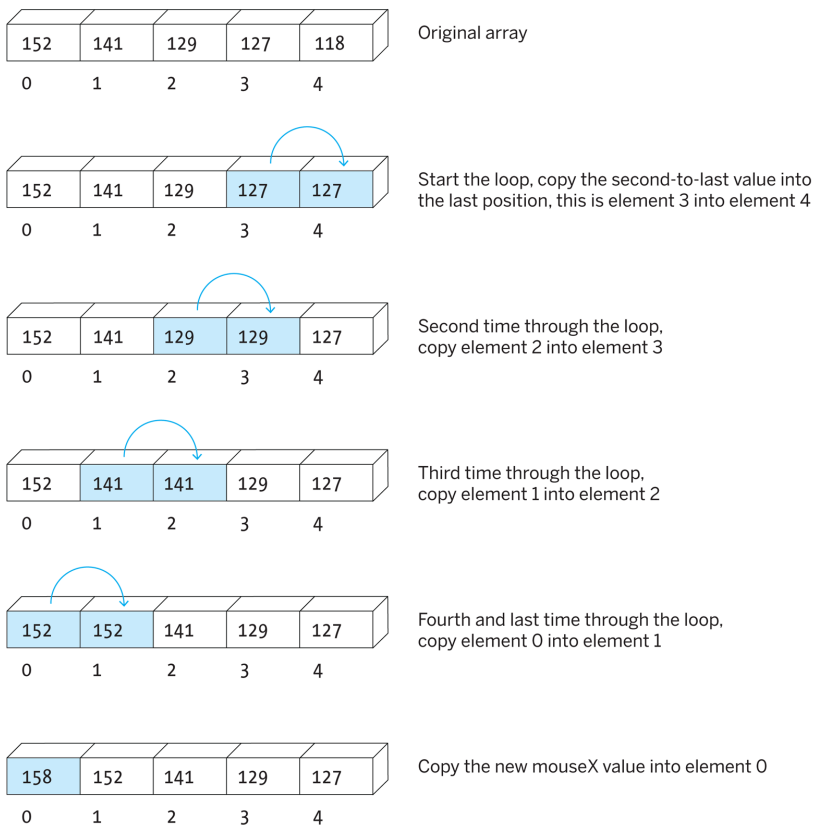 152 141 129 127 118
Original array
0 1 2 3 4
152 141 129 127 127
Start the loop, copy the second-to-last value into
the last position, this is element 3 into element 4
0 1 2 3 4
152 141 129 129 127
Second time through the loop,
copy element 2 into element 3
0 1 2 3 4
152 141 141 129 127
Third time through the loop,
copy element 1 into element 2
0 1 2 3 4
152 152 141 129 127
Fourth and last time through the loop,
copy element 0 into element 1
0 1 2 3 4
158 152 141 129 127
Copy the new mouseX value into element 0
0 1 2 3 4